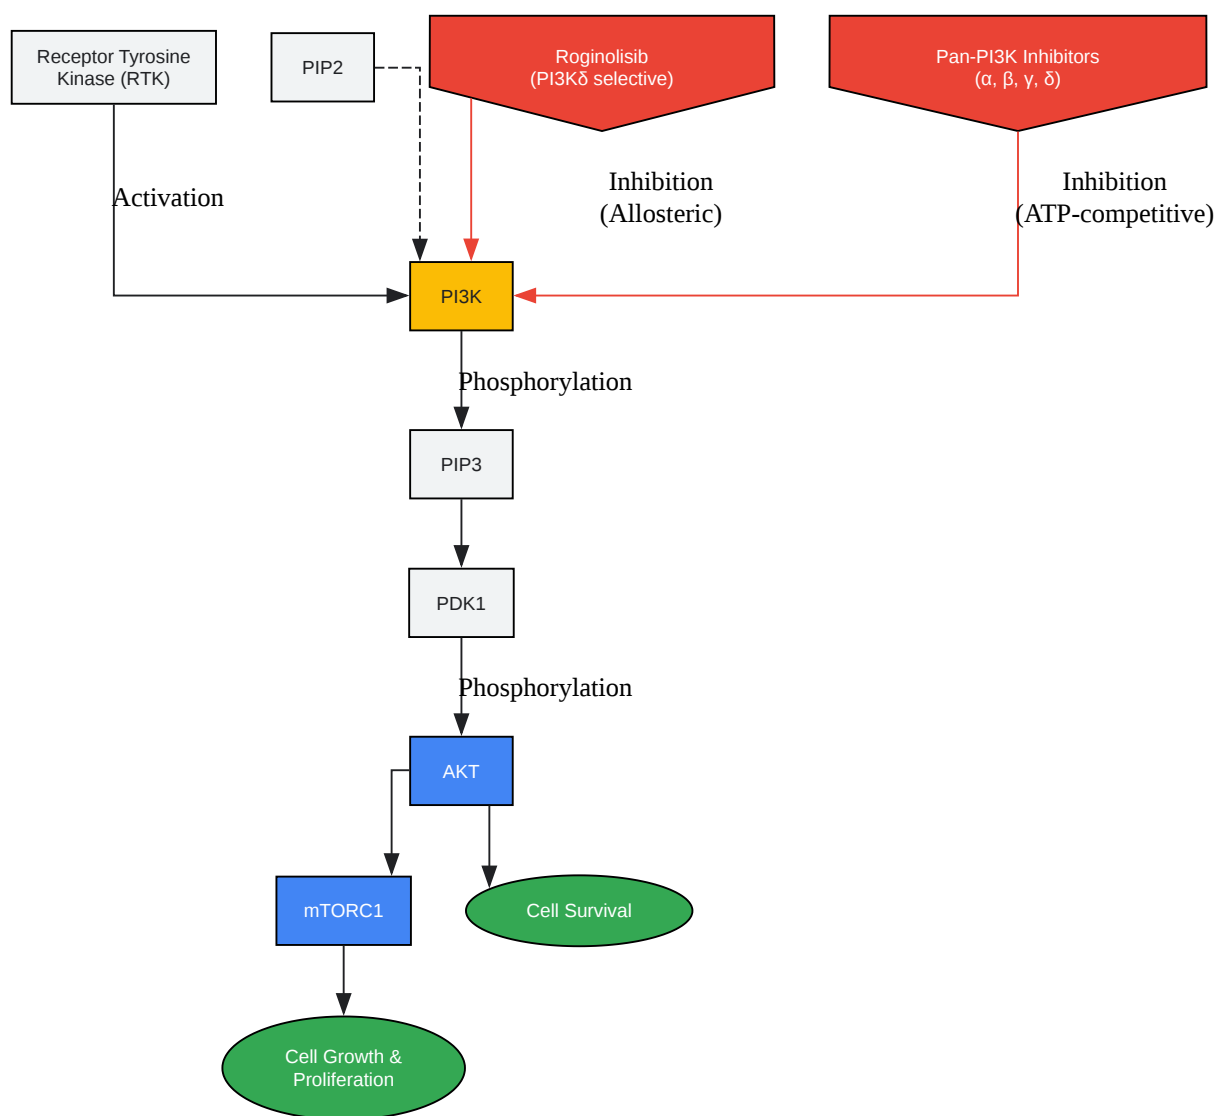 Receptor Tyrosine
Kinase (RTK)
PIP2
Roginolisib
(PI3Kδ selective)
Pan-PI3K Inhibitors
(α, β, γ, δ)
Activation
Inhibition
(Allosteric)
Inhibition
(ATP-competitive)
PI3K
Phosphorylation
PIP3
PDK1
Phosphorylation
AKT
mTORC1
Cell Survival
Cell Growth &
Proliferation